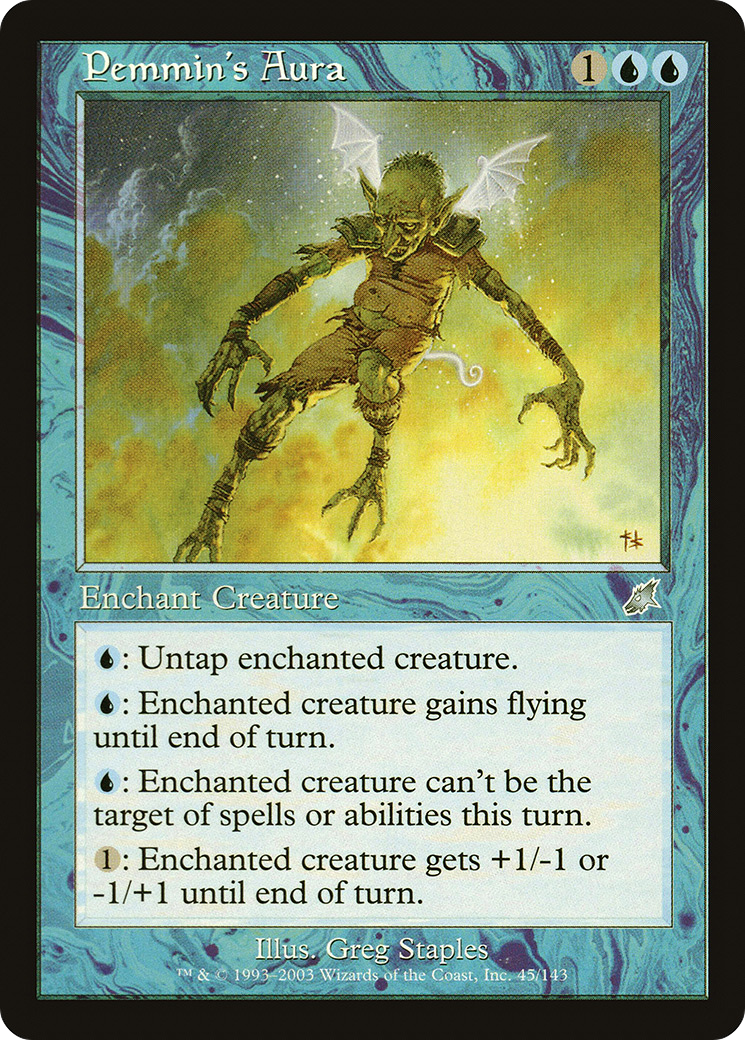 Pemmin's Aura 1
Enchant Creature
: Untap enchanted creature.
: Enchanted creature gains flying
until end of turn.
: Enchanted creature can't be the
target of spells or abilities this turn.
1: Enchanted creature gets +1/-1 or
-1/+1 until end of turn.
Illus. Greg Staples
™ & © 1993–2003 Wizards of the Coast, Inc. 45/143